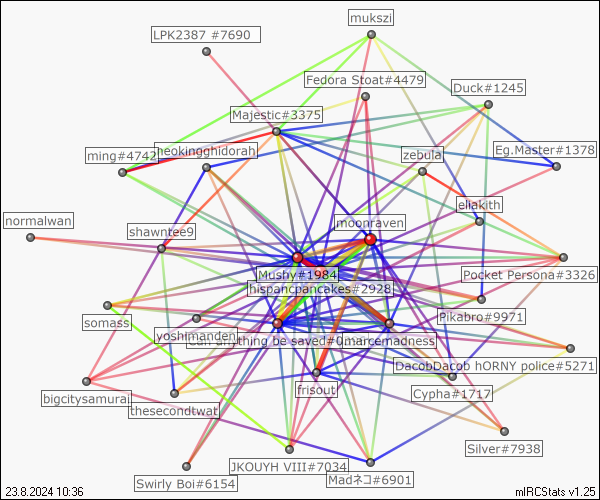 mukszi
LPK2387 #7690
Fedora Stoat#4479
Duck#1245
Majestic#3375
Eg.Master#1378
ming#4742
neokingghidorah
zebula
eliakith
normalwan
shawntee9
moonraven
Mushy#1984
Pocket Persona#3326
hispanicpancakes#2928
Pikabro#9971
somass
yoshimanden
anything be saved#0
marcemadness
DacobDacob hORNY police#5271
frisout
Cypha#1717
bigcitysamurai
thesecondtwat
Silver#7938
JKOUYH VIII#7034
Swirly Boi#6154
Madネコ#6901
23.8.2024 10:36
mIRCStats v1.25